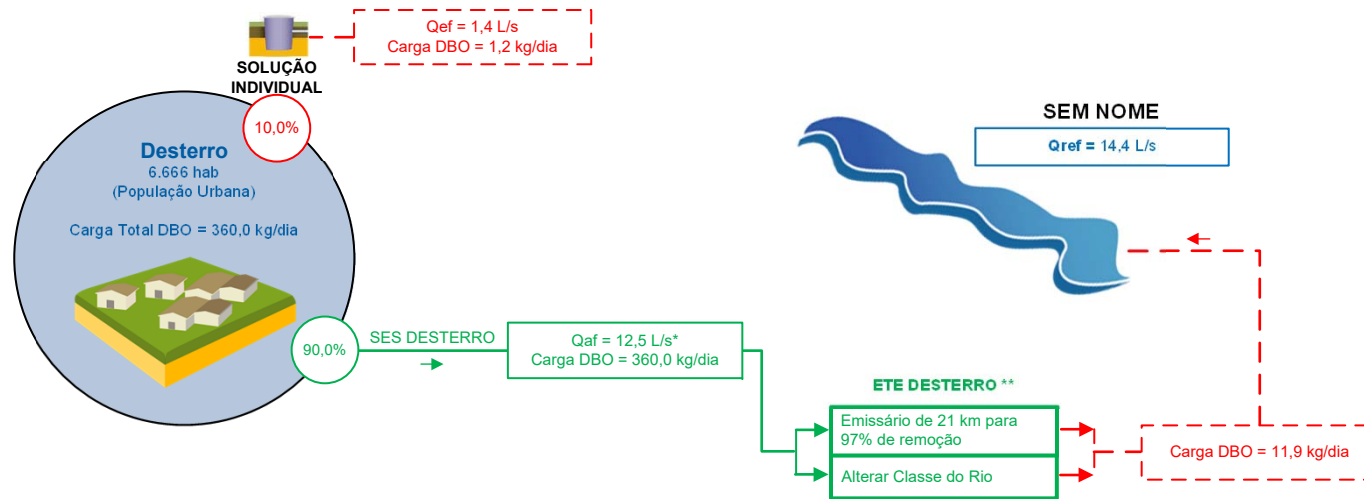 Qef = 1,4 L/s
Carga DBO = 1,2 kg/dia
SOLUÇÃO
INDIVIDUAL
10,0%
Desterro
6.666 hab
(População Urbana)
Carga Total DBO = 360,0 kg/dia
SEM NOME
Qref = 14,4 L/s
90,0%
SES DESTERRO
Qaf = 12,5 L/s*
Carga DBO = 360,0 kg/dia
ETE DESTERRO **
Emissário de 21 km para
97% de remoção
Alterar Classe do Rio
Carga DBO = 11,9 kg/dia